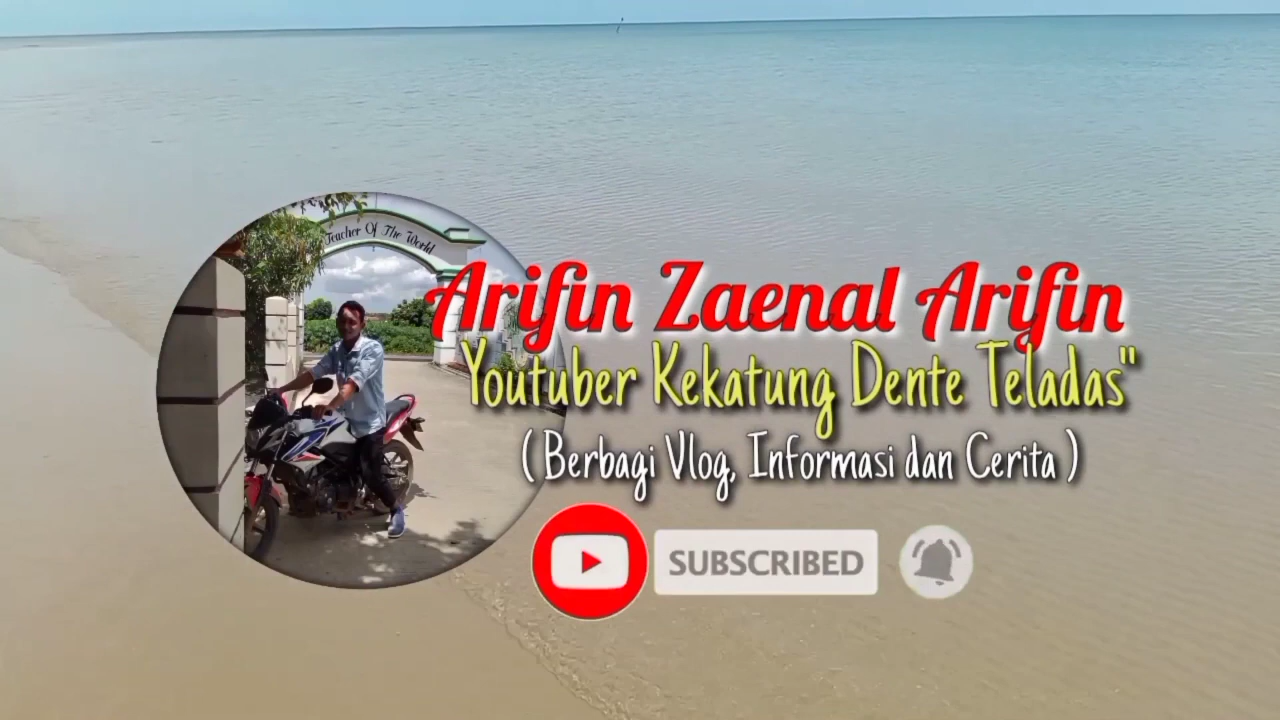 Teacher Of The World
Arifin Zaenal Arifin
Youtuber Kekatung Dente Teladas"
( Berbagi Vlog, Informasi dan Cerita )
SUBSCRIBED